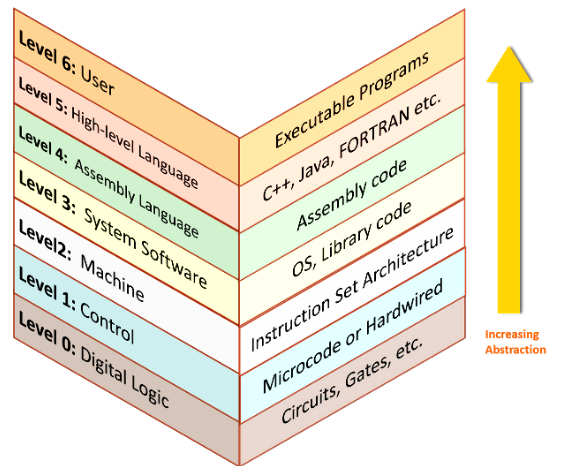 Level 6: User
Executable Programs
Level 5: High-level Language
C++, Java, FORTRAN etc.
Level 4: Assembly Language
Assembly code
Level 3: System Software
OS, Library code
Level2: Machine
Instruction Set Architecture
Level 1: Control
Microcode or Hardwired
Level 0: Digital Logic
Circuits, Gates, etc.
Increasing
Abstraction